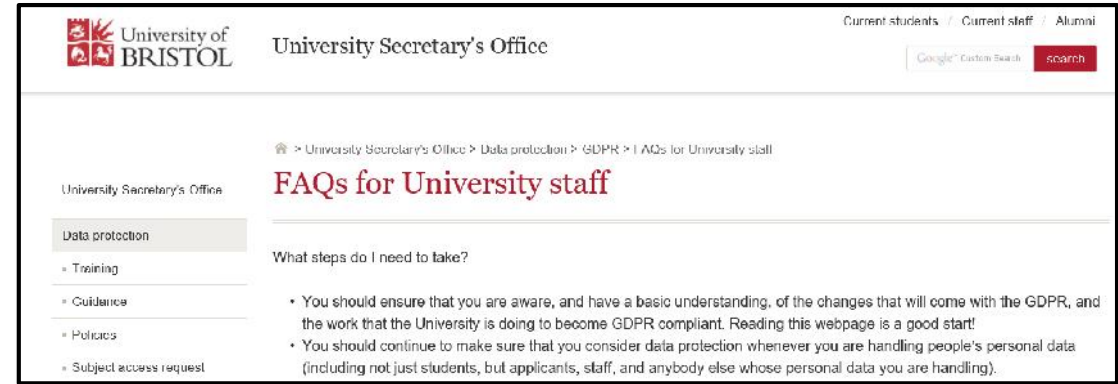 University of
BRISTOL
University Secretary's Office
Current students / Current staff / Alumni
Google™ Custom Search
search
> University Secretary's Office > Data protection > GDPR > FAQs for University staff
FAQs for University staff
University Secretary's Office
Data protection
Training
Guidance
Policies
Subject access request
What steps do I need to take?
• You should ensure that you are aware, and have a basic understanding, of the changes that will come with the GDPR, and
the work that the University is doing to become GDPR compliant. Reading this webpage is a good start!
• You should continue to make sure that you consider data protection whenever you are handling people's personal data
(including not just students, but applicants, staff, and anybody else whose personal data you are handling).